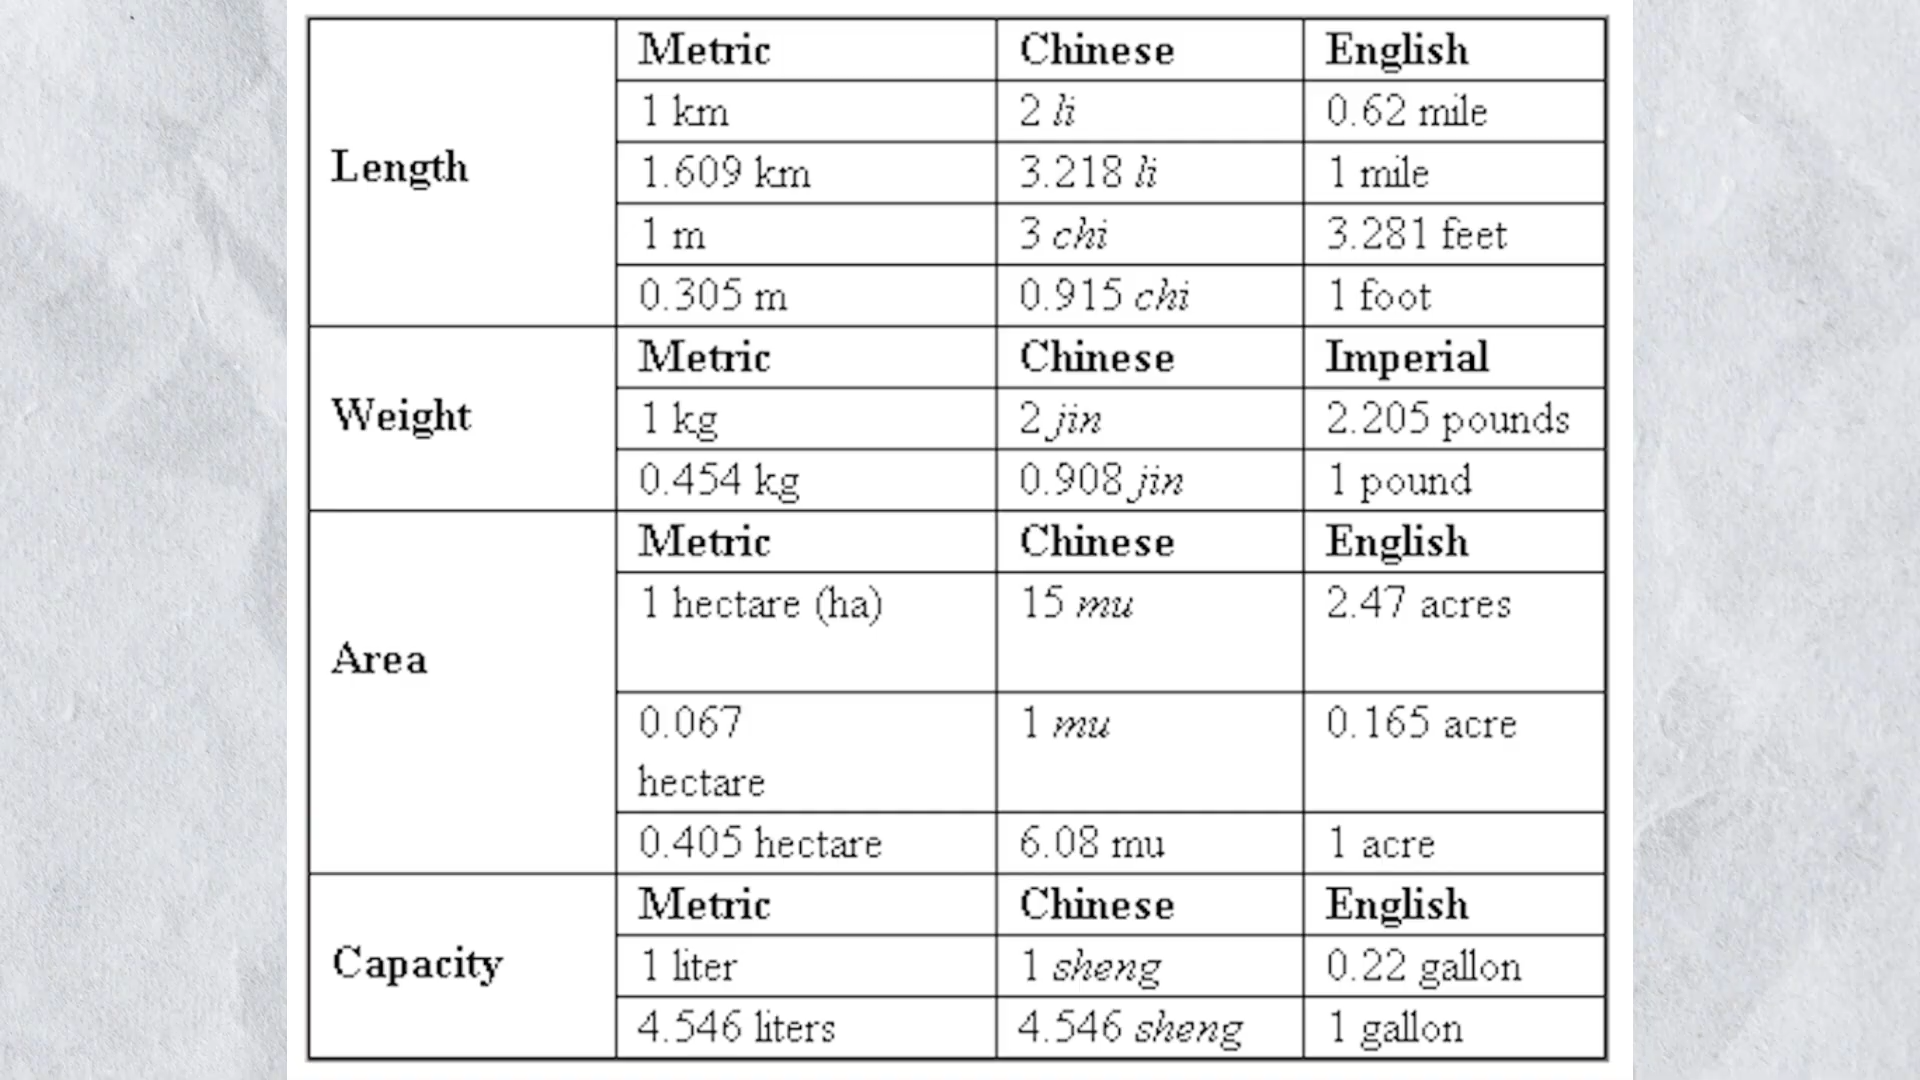 Length
Metric Chinese English
1 km 2 li 0.62 mile
1.609 km 3.218 li 1 mile
1 m 3 chi 3.281 feet
0.305 m 0.915 chi 1 foot
Weight
Metric Chinese Imperial
1 kg 2 jin 2.205 pounds
0.454 kg 0.908 jin 1 pound
Area
Metric Chinese English
1 hectare (ha) 15 mu 2.47 acres
0.067 1 mu 0.165 acre
hectare
0.405 hectare 6.08 mu 1 acre
Capacity
Metric Chinese English
1 liter 1 sheng 0.22 gallon
4.546 liters 4.546 sheng 1 gallon